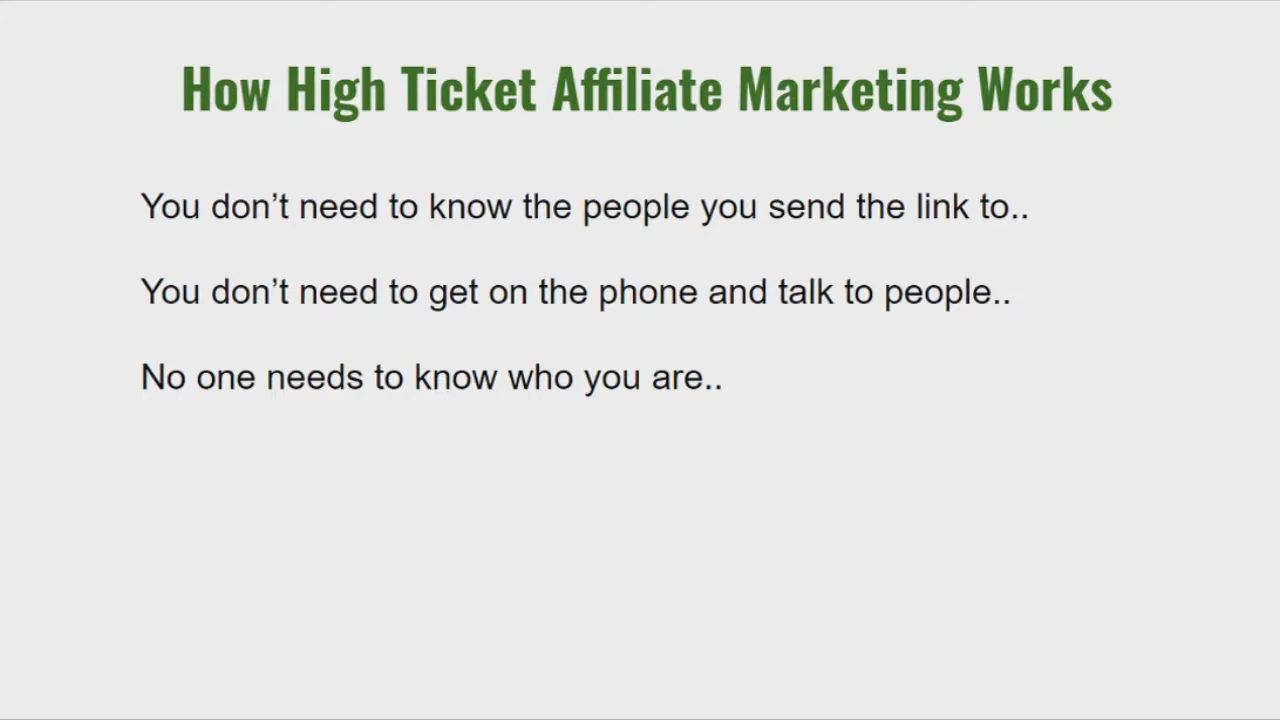 How High Ticket Affiliate Marketing Works
You don’t need to know the people you send the link to..
You don’t need to get on the phone and talk to people..
No one needs to know who you are..